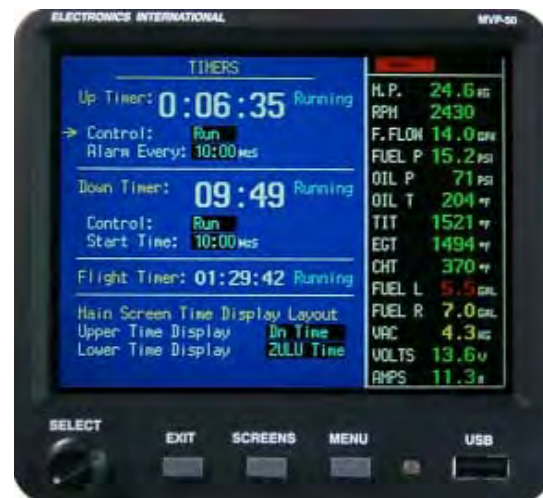 ELECTRONICS INTERNATIONAL
MVP-50
TIMERS
Up Timer: 0:06:35 Running
Control: Run
Alarm Every: 10:00 M:S
Down Timer: 09:49 Running
Control: Run
Start Time: 10:00 M:S
Flight Timer: 01:29:42 Running
Main Screen Time Display Layout
Upper Time Display Dn Time
Lower Time Display ZULU Time
M.P. 24.6 HG
RPM 2430
F.FLOW 14.0 GPH
FUEL P 15.2 PSI
OIL P 71 PSI
OIL T 204 °F
TIT 1521 °F
EGT 1494 °F
CHT 370 °F
FUEL L 5.5 GAL
FUEL R 7.0 GAL
VAC 4.3 HG
VOLTS 13.6 V
AMPS 11.3 A
SELECT
EXIT
SCREENS
MENU
USB